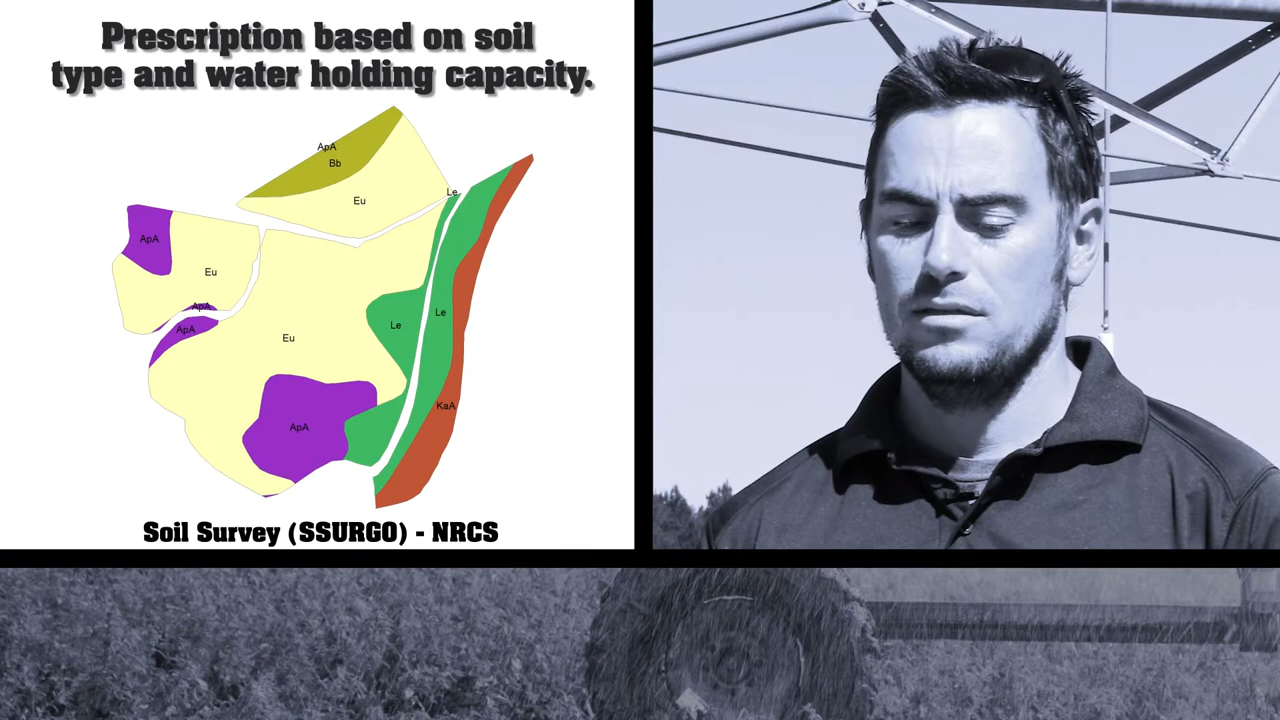 Prescription based on soil
type and water holding capacity.
ApA
Bb
Le
Eu
ApA
Eu
ApA
Le
ApA
Le
Eu
KaA
ApA
Soil Survey (SSURGO) - NRCS